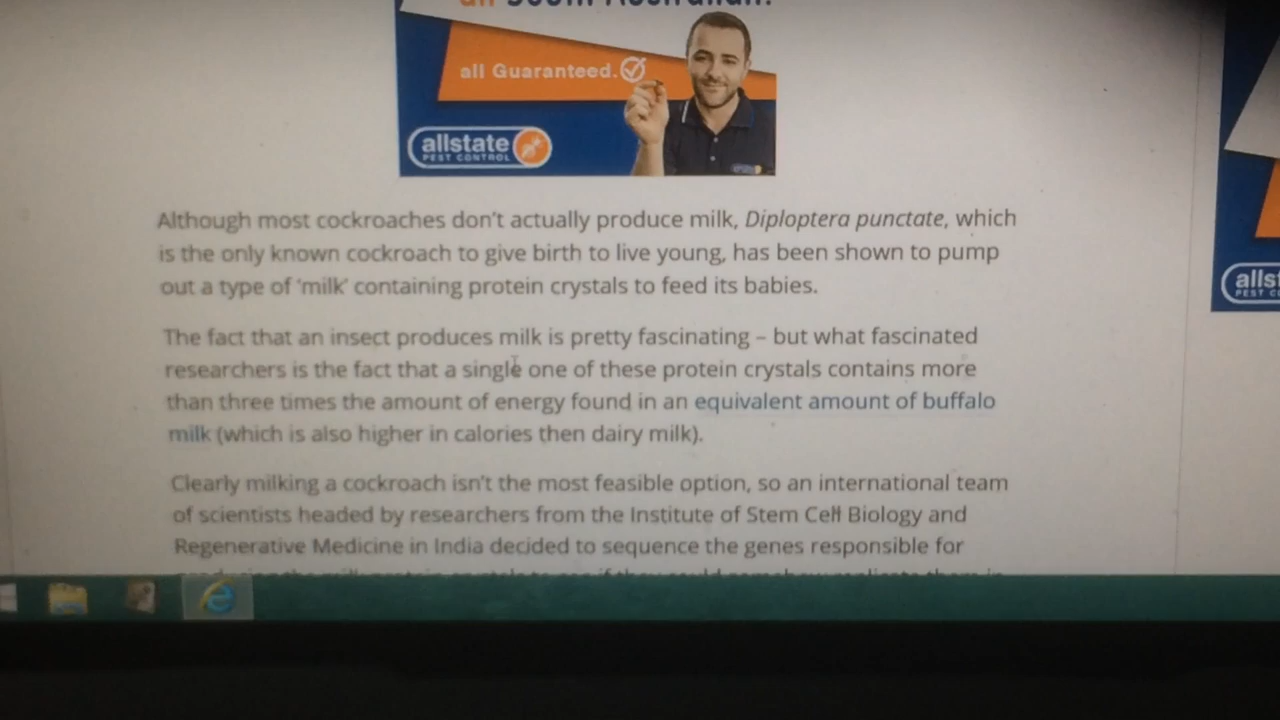 all South Australian.
all Guaranteed.
allstate
PEST CONTROL
Although most cockroaches don't actually produce milk, Diploptera punctate, which
is the only known cockroach to give birth to live young, has been shown to pump
out a type of 'milk' containing protein crystals to feed its babies.
The fact that an insect produces milk is pretty fascinating – but what fascinated
researchers is the fact that a single one of these protein crystals contains more
than three times the amount of energy found in an equivalent amount of buffalo
milk (which is also higher in calories then dairy milk).
Clearly milking a cockroach isn't the most feasible option, so an international team
of scientists headed by researchers from the Institute of Stem Cell Biology and
Regenerative Medicine in India decided to sequence the genes responsible for
allst
PEST C